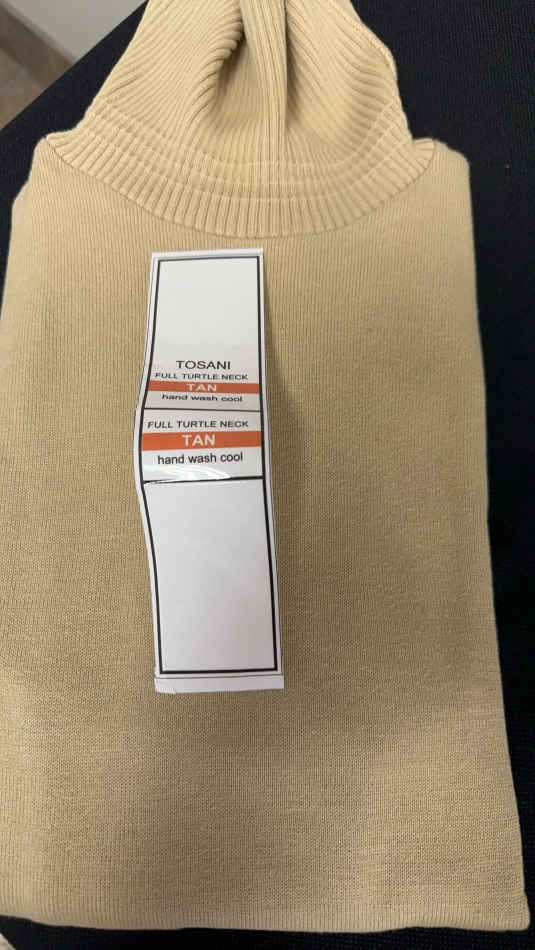 TOSANI
FULL TURTLE NECK
TAN
hand wash cool
FULL TURTLE NECK
TAN
hand wash cool